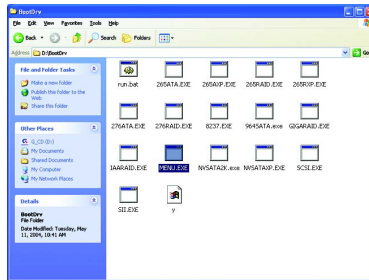 BootDrv
File Edit View Favorites Tools Help
Back Search Folders
Address D:\BootDrv Go
File and Folder Tasks
Make a new folder
Publish this folder to the Web
Share this folder
Other Places
G_CD (D:)
My Documents
Shared Documents
My Computer
My Network Places
Details
BootDrv
File Folder
Date Modified: Tuesday, May 11, 2004, 10:41 AM
run.bat 265ATA.EXE 265AXP.EXE 265RAID.EXE 265RXP.EXE
276ATA.EXE 276RAID.EXE 8237.EXE 964SATA.exe GIGARAID.EXE
IAARAID.EXE MENU.EXE NVSATA2K.exe NVSATAXP.EXE SCSI.EXE
SII.EXE y